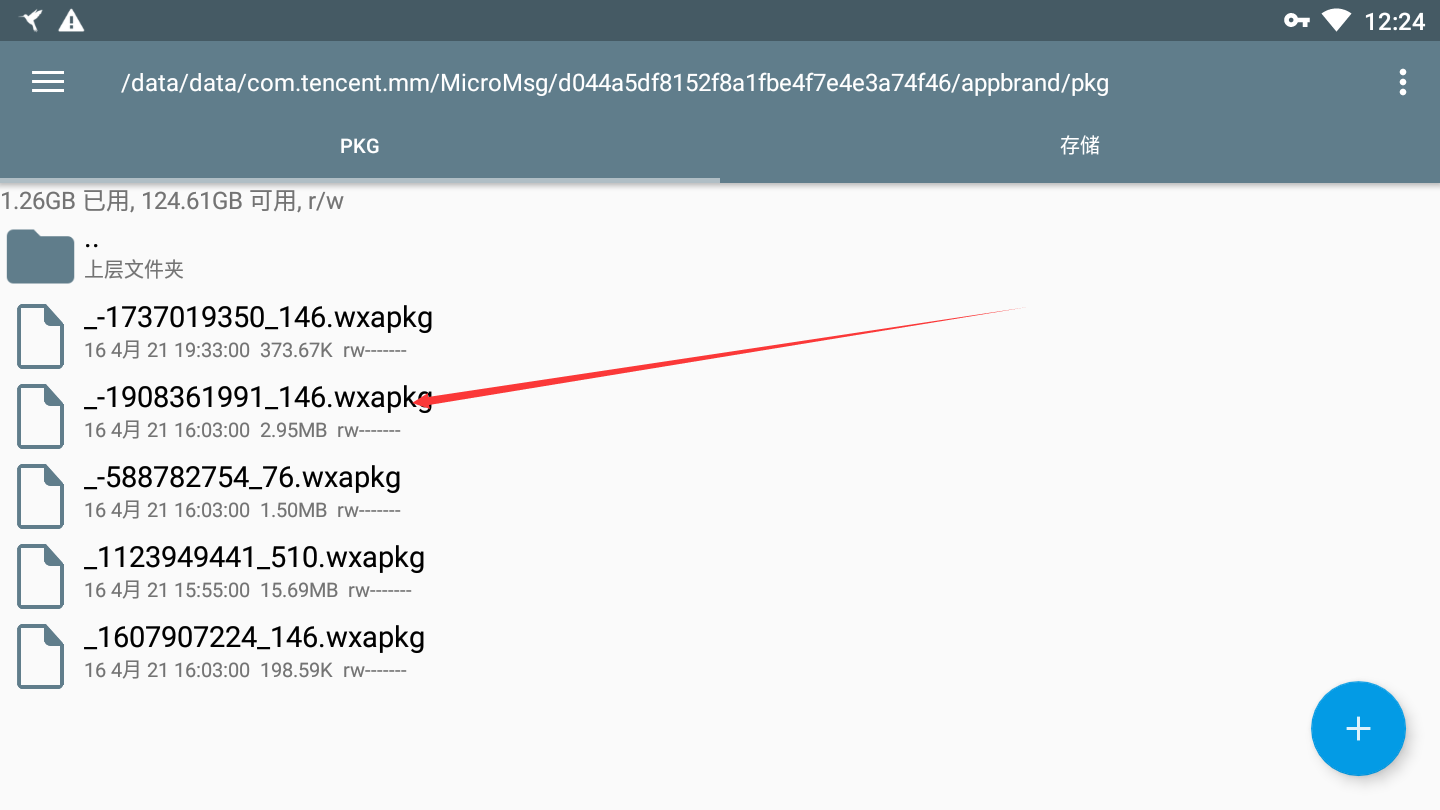 12:24
/data/data/com.tencent.mm/MicroMsg/d044a5df8152f8a1fbe4f7e4e3a74f46/appbrand/pkg
PKG
存储
1.26GB 已用, 124.61GB 可用, r/w
..
上层文件夹
_-1737019350_146.wxapkg
16 4月 21 19:33:00 373.67K rw-------
_-1908361991_146.wxapkg
16 4月 21 16:03:00 2.95MB rw-------
_-588782754_76.wxapkg
16 4月 21 16:03:00 1.50MB rw-------
_1123949441_510.wxapkg
16 4月 21 15:55:00 15.69MB rw-------
_1607907224_146.wxapkg
16 4月 21 16:03:00 198.59K rw-------